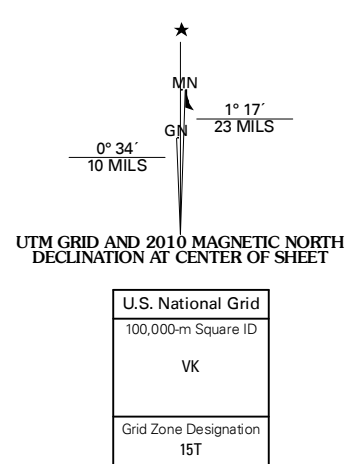 ★
MN
1° 17´
23 MILS
GN
0° 34´
10 MILS
UTM GRID AND 2010 MAGNETIC NORTH
DECLINATION AT CENTER OF SHEET
U.S. National Grid
100,000-m Square ID
VK
Grid Zone Designation
15T